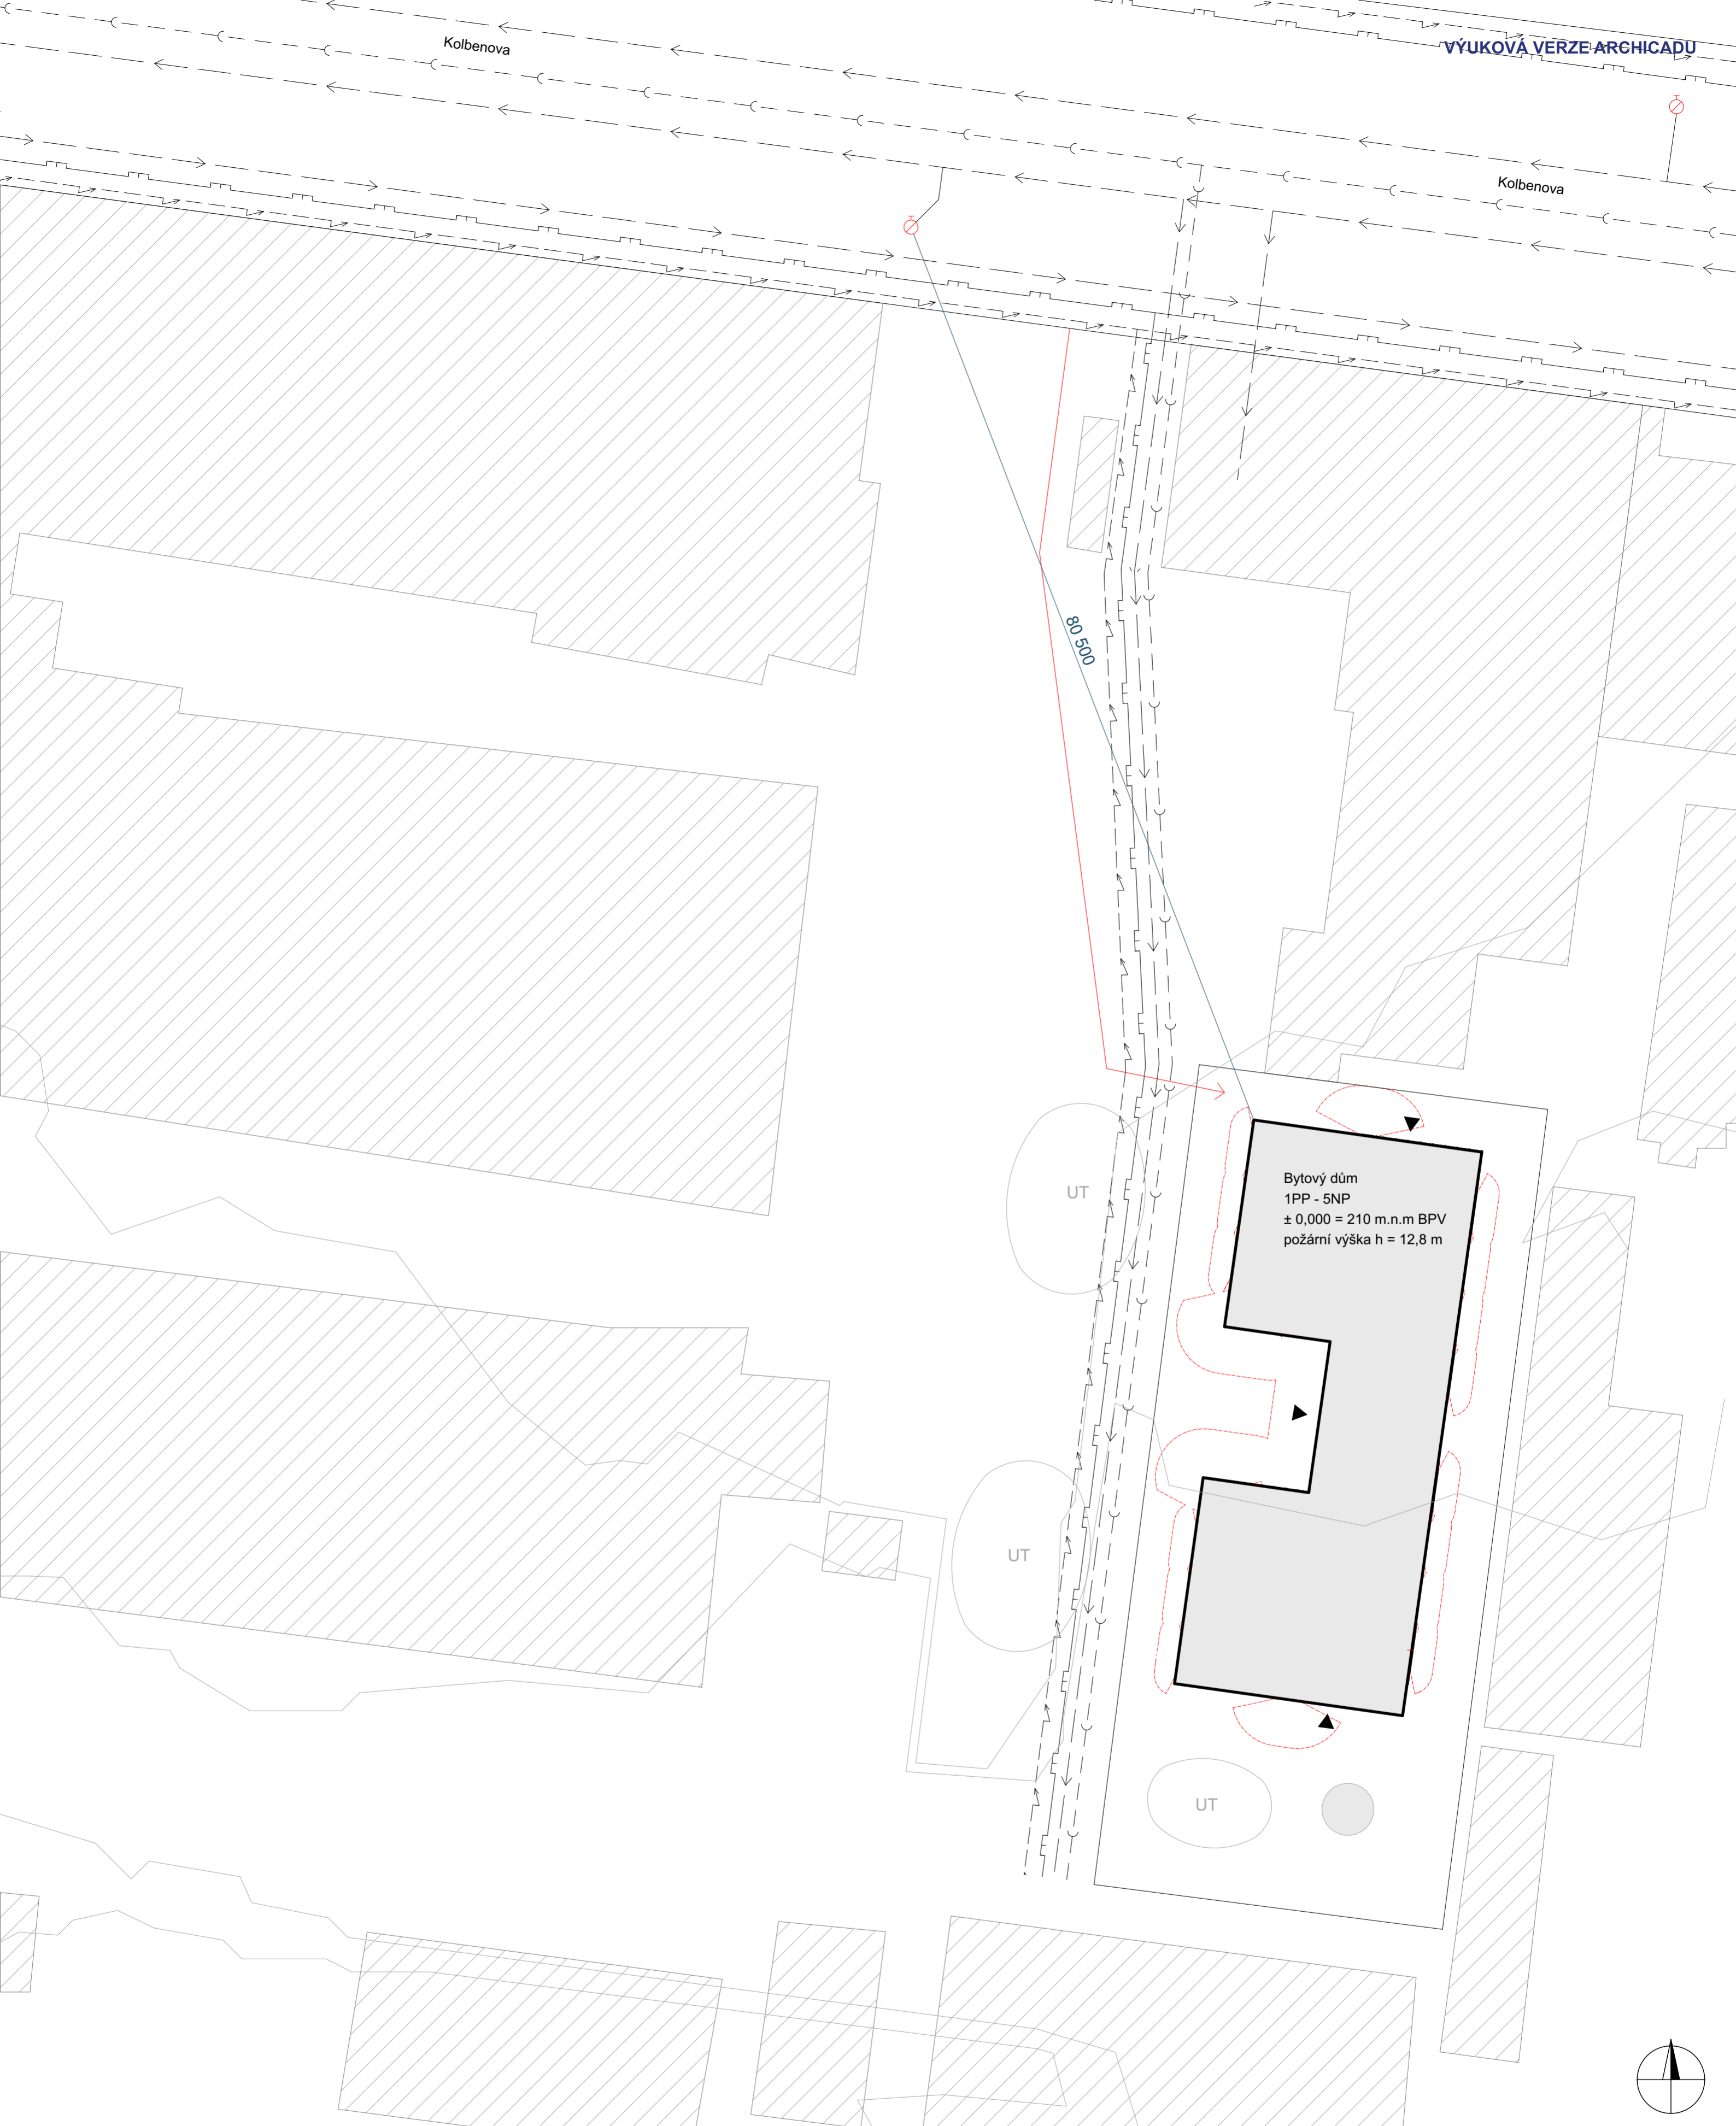 Kolbenova
VÝUKOVÁ VERZE ARCHICADU
Kolbenova
80 500
Bytový dům
1PP - 5NP
± 0,000 = 210 m.n.m BPV
požární výška h = 12,8 m
UT
UT
UT